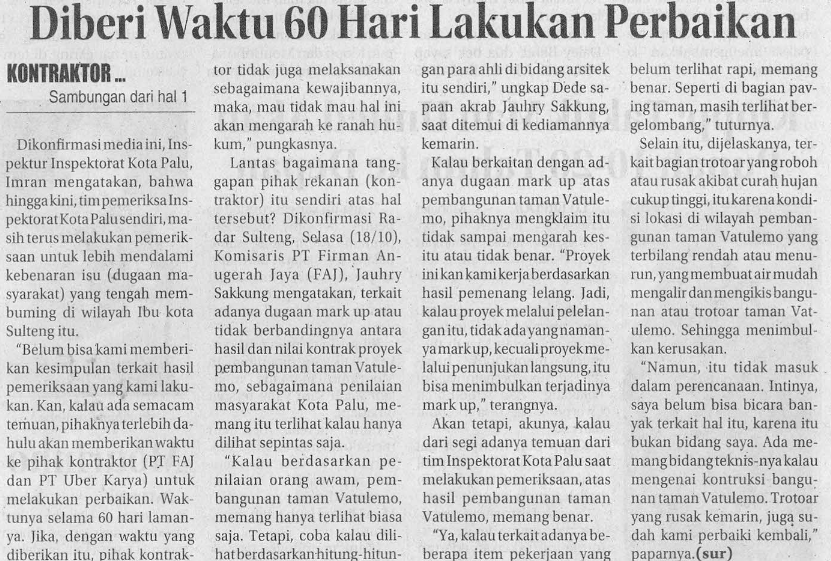 Diberi Waktu 60 Hari Lakukan Perbaikan
KONTRAKTOR ...
Sambungan dari hal 1
Dikonfirmasi media ini, Ins-
pektur Inspektorat Kota Palu,
Imran mengatakan, bahwa
hingga kini, tim pemeriksa Ins-
pektorat Kota Palu sendiri, ma-
sih terus melakukan pemerik-
saan untuk lebih mendalami
kebenaran isu (dugaan ma-
syarakat) yang tengah mem-
buming di wilayah Ibu kota
Sulteng itu.
"Belum bisa kami memberi-
kan kesimpulan terkait hasil
pemeriksaan yang kami laku-
kan. Kan, kalau ada semacam
temuan, pihaknya terlebih da-
hulu akan memberikan waktu
ke pihak kontraktor (PT FAJ
dan PT Uber Karya) untuk
melakukan perbaikan. Wak-
tunya selama 60 hari laman-
ya. Jika, dengan waktu yang
diberikan itu, pihak kontrak-
tor tidak juga melaksanakan
sebagaimana kewajibannya,
maka, mau tidak mau hal ini
akan mengarah ke ranah hu-
kum," pungkasnya.
Lantas bagaimana tang-
gapan pihak rekanan (kon-
traktor) itu sendiri atas hal
tersebut? Dikonfirmasi Ra-
dar Sulteng, Selasa (18/10),
Komisaris PT Firman An-
ugerah Jaya (FAJ), Jauhry
Sakkung mengatakan, terkait
adanya dugaan mark up atau
tidak berbandingnya antara
hasil dan nilai kontrak proyek
pembangunan taman Vatule-
mo, sebagaimana penilaian
masyarakat Kota Palu, me-
mang itu terlihat kalau hanya
dilihat sepintas saja.
"Kalau berdasarkan pe-
nilaian orang awam, pem-
bangunan taman Vatulemo,
memang hanya terlihat biasa
saja. Tetapi, coba kalau dili-
hat berdasarkan hitung-hitun-
gan para ahli di bidang arsitek
itu sendiri," ungkap Dede sa-
paan akrab Jauhry Sakkung,
saat ditemui di kediamannya
kemarin.
Kalau berkaitan dengan ad-
anya dugaan mark up atas
pembangunan taman Vatule-
mo, pihaknya mengklaim itu
tidak sampai mengarah kes-
itu atau tidak benar. "Proyek
ini kan kami kerja berdasarkan
hasil pemenang lelang. Jadi,
kalau proyek melalui pelelan-
gan itu, tidak ada yang naman-
ya mark up, kecuali proyek me-
lalui penunjukan langsung, itu
bisa menimbulkan terjadinya
mark up," terangnya.
Akan tetapi, akunya, kalau
dari segi adanya temuan dari
tim Inspektorat Kota Palu saat
melakukan pemeriksaan, atas
hasil pembangunan taman
Vatulemo, memang benar.
"Ya, kalau terkait adanya be-
berapa item pekerjaan yang
belum terlihat rapi, memang
benar. Seperti di bagian pav-
ing taman, masih terlihat ber-
gelombang," tuturnya.
Selain itu, dijelaskanya, ter-
kait bagian trotoar yang roboh
atau rusak akibat curah hujan
cukup tinggi, itu karena kondi-
si lokasi di wilayah pemban-
gunan taman Vatulemo yang
terbilang rendah atau menu-
run, yang membuat air mudah
mengalir dan mengikis bangu-
nan atau trotoar taman Vat-
ulemo. Sehingga menimbul-
kan kerusakan.
"Namun, itu tidak masuk
dalam perencanaan. Intinya,
saya belum bisa bicara ban-
yak terkait hal itu, karena itu
bukan bidang saya. Ada me-
mang bidang teknis-nya kalau
mengenai kontruksi bangu-
nan taman Vatulemo. Trotoar
yang rusak kemarin, juga su-
dah kami perbaiki kembali,"
paparnya.(sur)